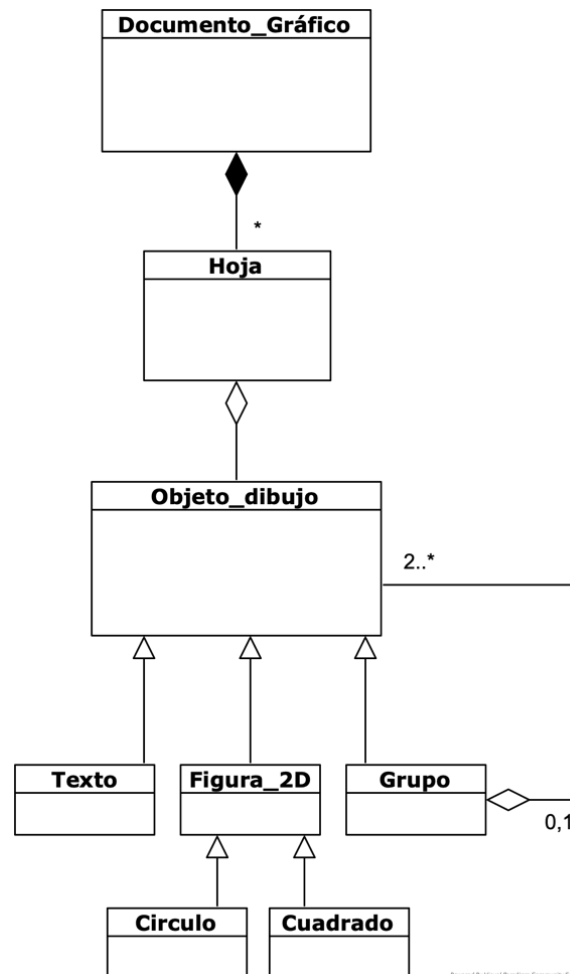 Documento_Gráfico
*
Hoja
Objeto_dibujo
2..*
Texto
Figura_2D
Grupo
0,1
Circulo
Cuadrado